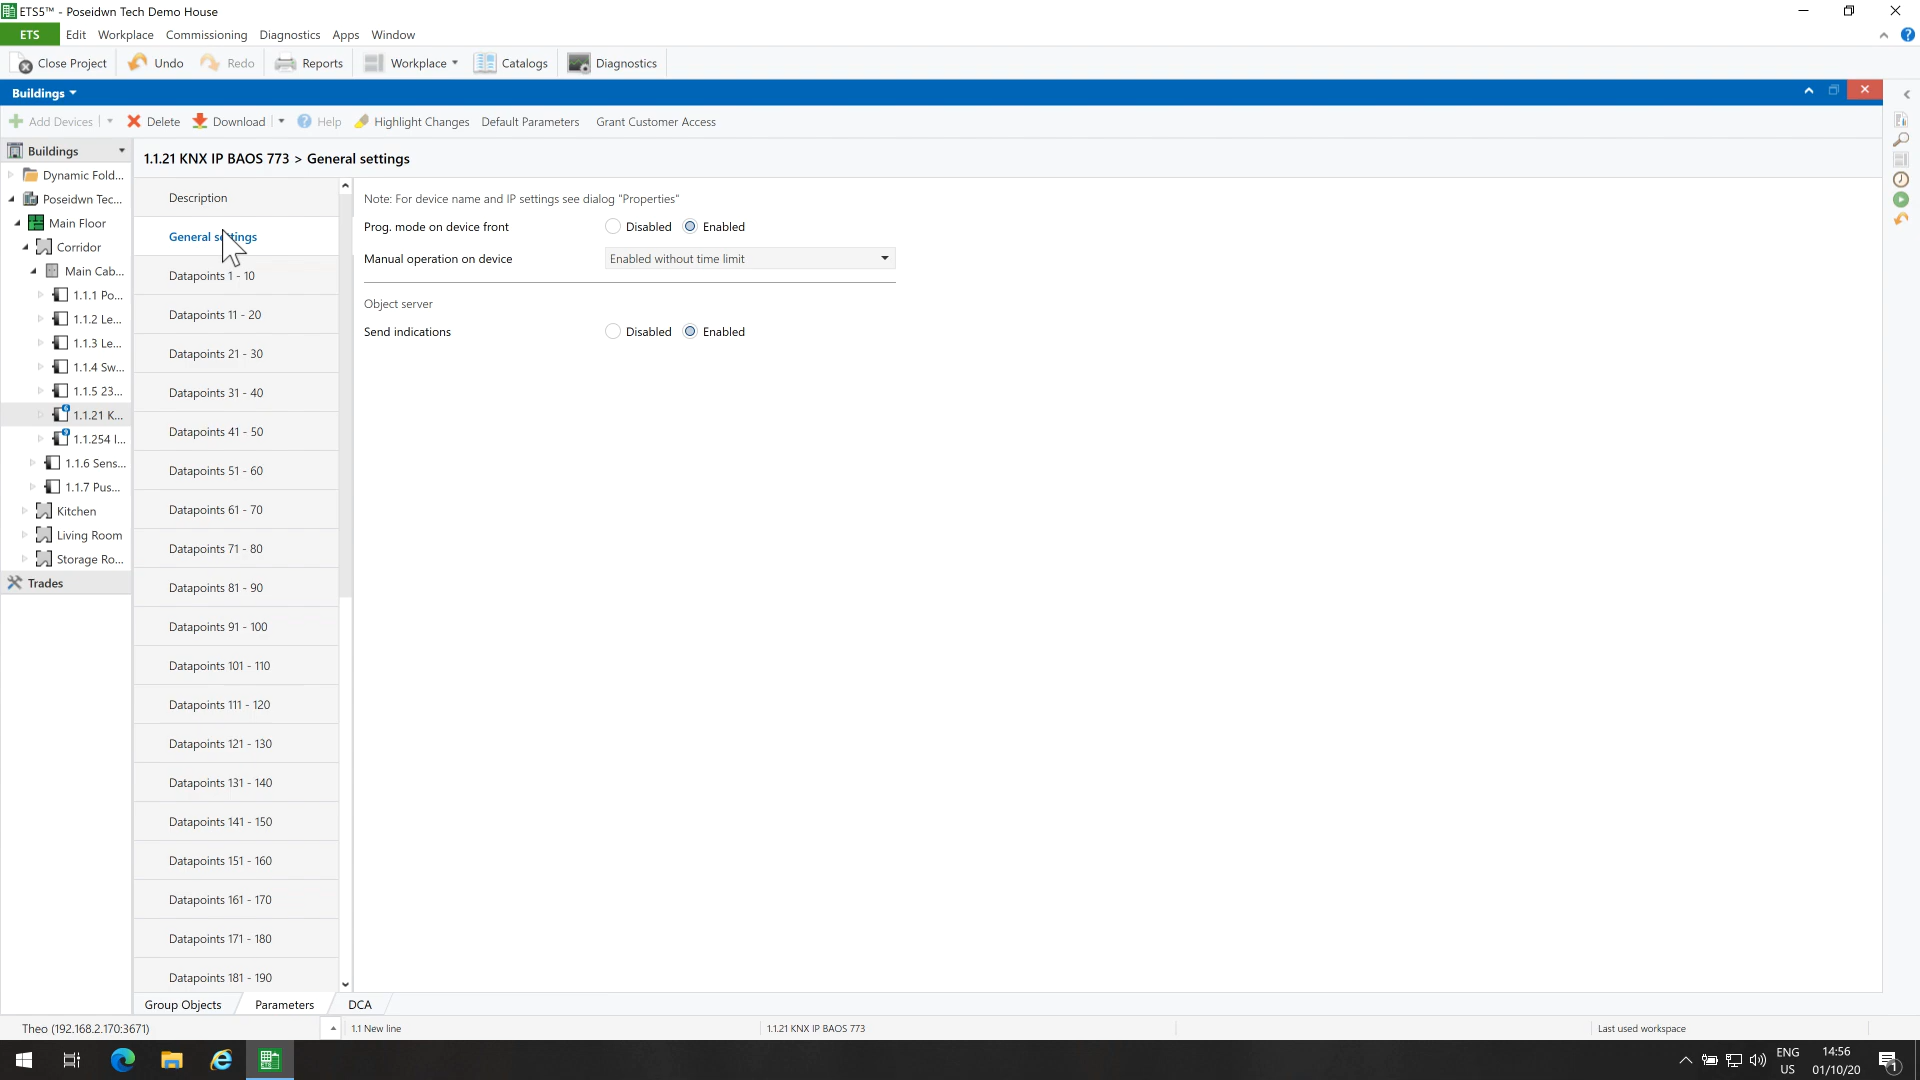 ETS5™ - Poseidwn Tech Demo House
ETS Edit Workplace Commissioning Diagnostics Apps Window
Close Project Undo Redo Reports Workplace Catalogs Diagnostics
Buildings
Add Devices Delete Download Help Highlight Changes Default Parameters Grant Customer Access
Buildings
Dynamic Fold...
Poseidwn Tec...
Main Floor
Corridor
Main Cab...
1.1.1 Po...
1.1.2 Le...
1.1.3 Le...
1.1.4 Sw...
1.1.5 23...
1.1.21 K...
1.1.254 I...
1.1.6 Sens...
1.1.7 Pus...
Kitchen
Living Room
Storage Ro...
Trades
1.1.21 KNX IP BAOS 773 > General settings
Description
General settings
Datapoints 1 - 10
Datapoints 11 - 20
Datapoints 21 - 30
Datapoints 31 - 40
Datapoints 41 - 50
Datapoints 51 - 60
Datapoints 61 - 70
Datapoints 71 - 80
Datapoints 81 - 90
Datapoints 91 - 100
Datapoints 101 - 110
Datapoints 111 - 120
Datapoints 121 - 130
Datapoints 131 - 140
Datapoints 141 - 150
Datapoints 151 - 160
Datapoints 161 - 170
Datapoints 171 - 180
Datapoints 181 - 190
Note: For device name and IP settings see dialog "Properties"
Prog. mode on device front Disabled Enabled
Manual operation on device Enabled without time limit
Object server
Send indications Disabled Enabled
Group Objects Parameters DCA
Theo (192.168.2.170:3671) 1.1 New line 1.1.21 KNX IP BAOS 773 Last used workspace
ENG
US
14:56
01/10/20
1